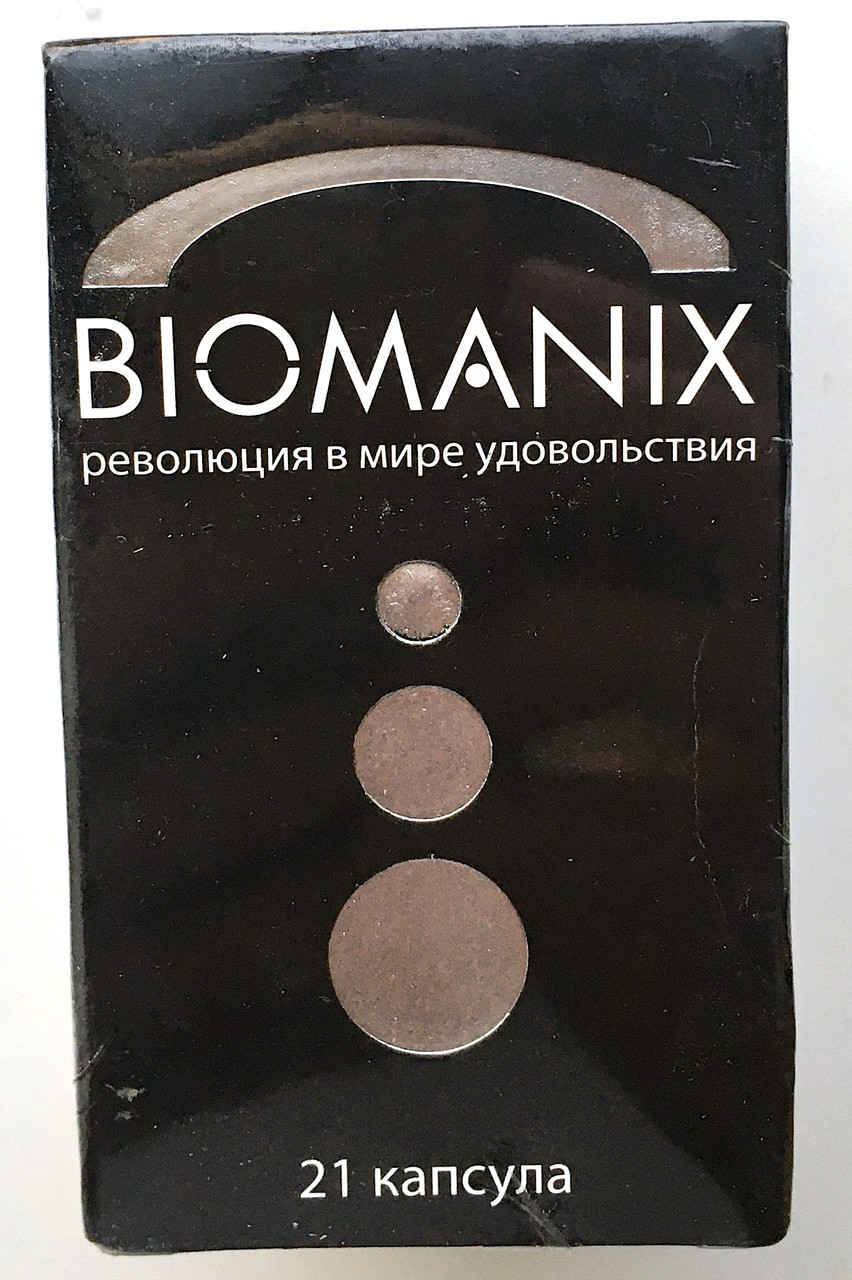 BIOMANIX
революция в мире удовольствия
21 капсула